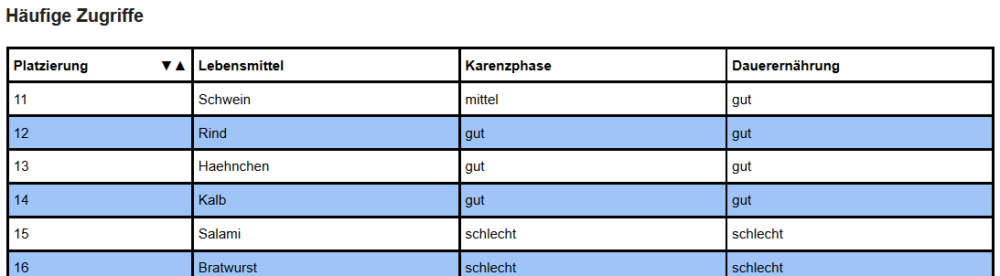 Häufige Zugriffe
Platzierung ▼▲ Lebensmittel Karenzphase Dauerernährung
11 Schwein mittel gut
12 Rind gut gut
13 Haehnchen gut gut
14 Kalb gut gut
15 Salami schlecht schlecht
16 Bratwurst schlecht schlecht